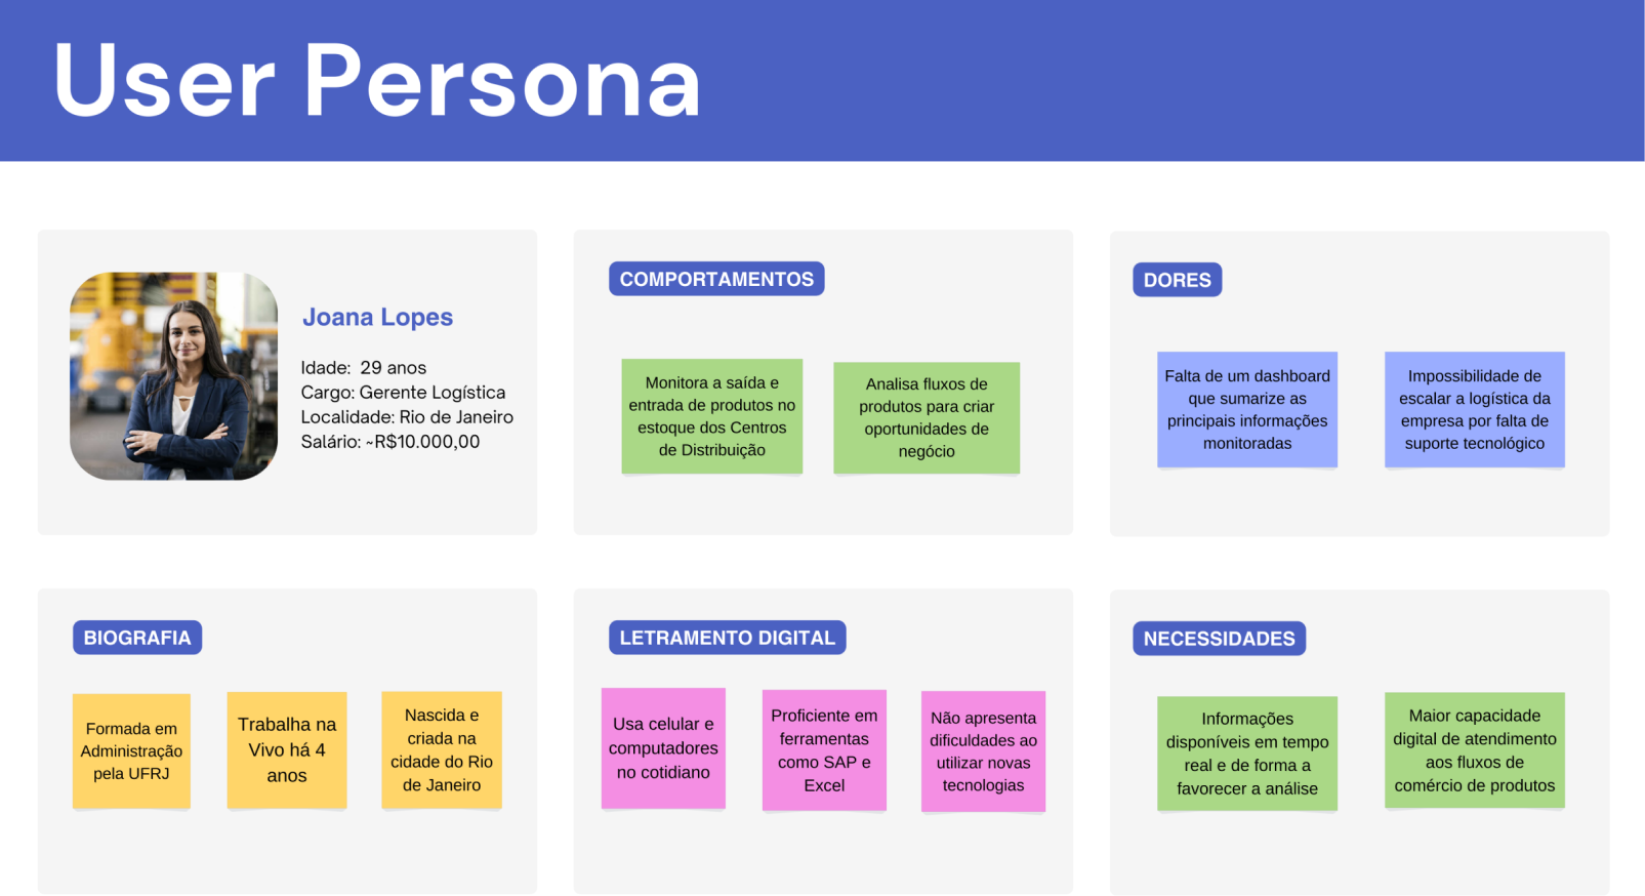 User Persona
Joana Lopes
Idade:  29 anos
Cargo: Gerente Logística
Localidade: Rio de Janeiro
Salário: ~R$10.000,00
COMPORTAMENTOS
Monitora a saída e
entrada de produtos no
estoque dos Centros
de Distribuição
Analisa fluxos de
produtos para criar
oportunidades de
negócio
DORES
Falta de um dashboard
que sumarize as
principais informações
monitoradas
Impossibilidade de
escalar a logística da
empresa por falta de
suporte tecnológico
BIOGRAFIA
Formada em
Administração
pela UFRJ
Trabalha na
Vivo há 4
anos
Nascida e
criada na
cidade do Rio
de Janeiro
LETRAMENTO DIGITAL
Usa celular e
computadores
no cotidiano
Proficiente em
ferramentas
como SAP e
Excel
Não apresenta
dificuldades ao
utilizar novas
tecnologias
NECESSIDADES
Informações
disponíveis em tempo
real e de forma a
favorecer a análise
Maior capacidade
digital de atendimento
aos fluxos de
comércio de produtos